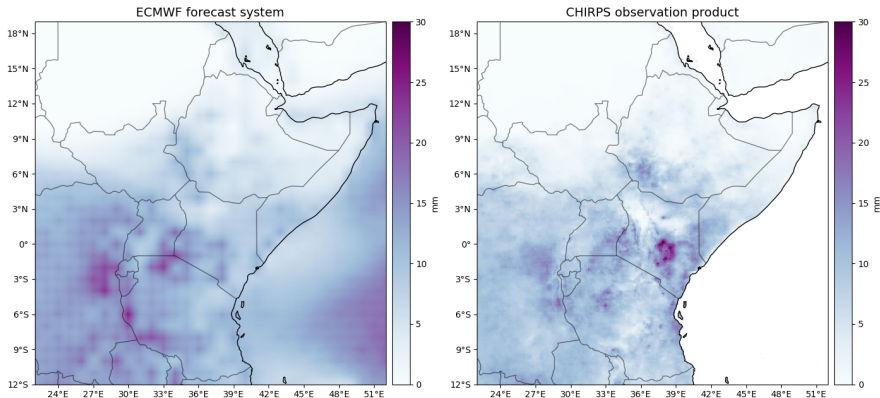 ECMWF forecast system
18°N
15°N
12°N
9°N
6°N
3°N
0°
3°S
6°S
9°S
12°S
24°E 27°E 30°E 33°E 36°E 39°E 42°E 45°E 48°E 51°E
30
25
20
15
10
5
0
mm
CHIRPS observation product
18°N
15°N
12°N
9°N
6°N
3°N
0°
3°S
6°S
9°S
12°S
24°E 27°E 30°E 33°E 36°E 39°E 42°E 45°E 48°E 51°E
30
25
20
15
10
5
0
mm